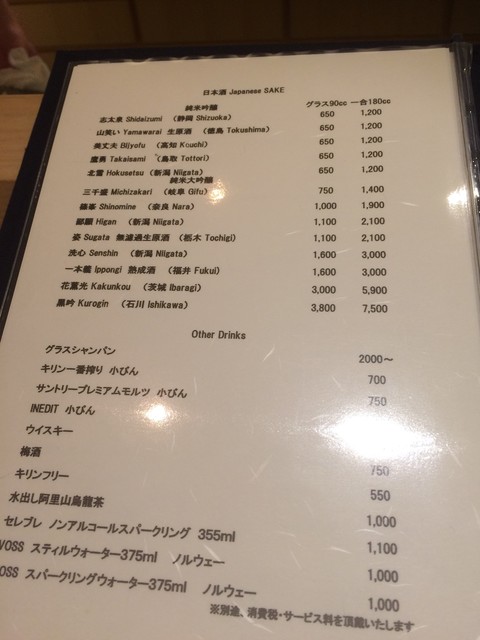 日本酒 Japanese SAKE
純米吟醸 グラス90cc 一合180cc
志太泉 Shidaizumi （静岡 Shizuoka） 650 1,200
山笑い Yamawarai 生原酒 （徳島 Tokushima） 650 1,200
美丈夫 Bijyofu （高知 Kouchi） 650 1,200
鷹勇 Takaisami （鳥取 Tottori） 650 1,200
北雪 Hokusetsu （新潟 Niigata） 650 1,200
純米大吟醸
三千盛 Michizakari （岐阜 Gifu） 750 1,400
篠峯 Shinomine （奈良 Nara） 1,000 1,900
鄙願 Higan （新潟 Niigata） 1,100 2,100
姿 Sugata 無濾過生原酒 （栃木 Tochigi） 1,100 2,100
洗心 Senshin （新潟 Niigata） 1,600 3,000
一本義 Ippongi 熟成酒 （福井 Fukui） 1,600 3,000
花薫光 Kakunkou （茨城 Ibaragi） 3,000 5,900
黒吟 Kurogin （石川 Ishikawa） 3,800 7,500
Other Drinks
グラスシャンパン 2000～
キリン一番搾り 小びん 700
サントリープレミアムモルツ 小びん 750
INEDIT 小びん
ウイスキー
梅酒 750
キリンフリー 550
水出し阿里山烏龍茶 1,000
セレブレ ノンアルコールスパークリング 355ml 1,100
VOSS スティルウォーター375ml ノルウェー 1,000
OSS スパークリングウォーター375ml ノルウェー 1,000
※別途、消費税・サービス料を頂戴いたします